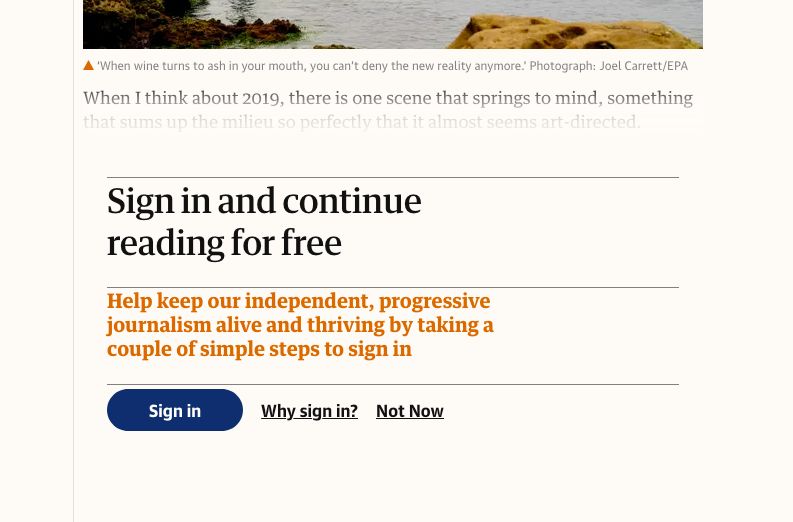 'When wine turns to ash in your mouth, you can't deny the new reality anymore.' Photograph: Joel Carrett/EPA
When I think about 2019, there is one scene that springs to mind, something
that sums up the milieu so perfectly that it almost seems art-directed.
Sign in and continue
reading for free
Help keep our independent, progressive
journalism alive and thriving by taking a
couple of simple steps to sign in
Sign in Why sign in? Not Now